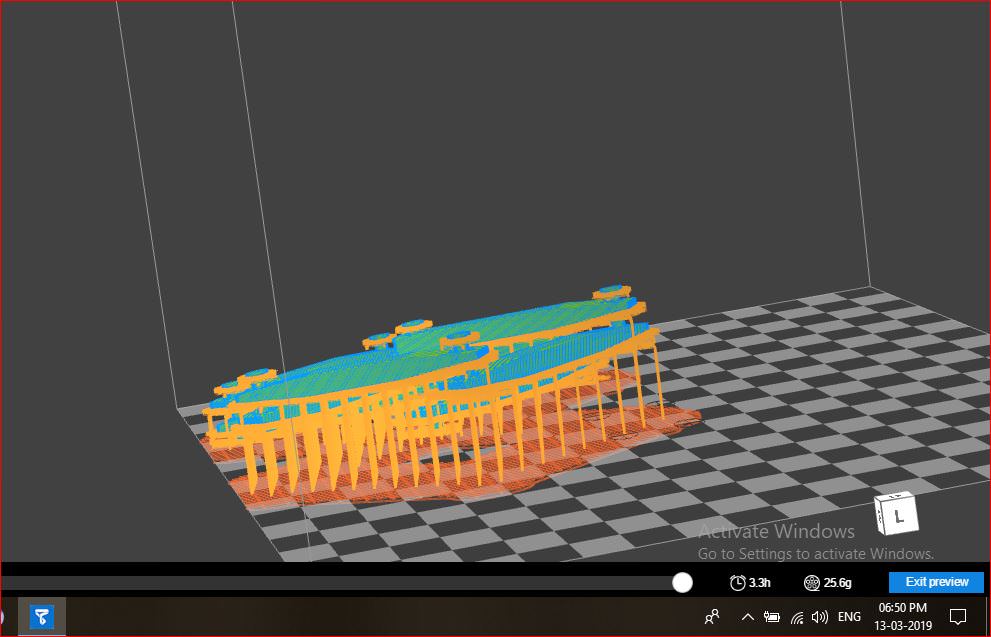 L
Activate Windows
Go to Settings to activate Windows.
3.3h
25.6g
Exit preview
ENG
06:50 PM
13-03-2019